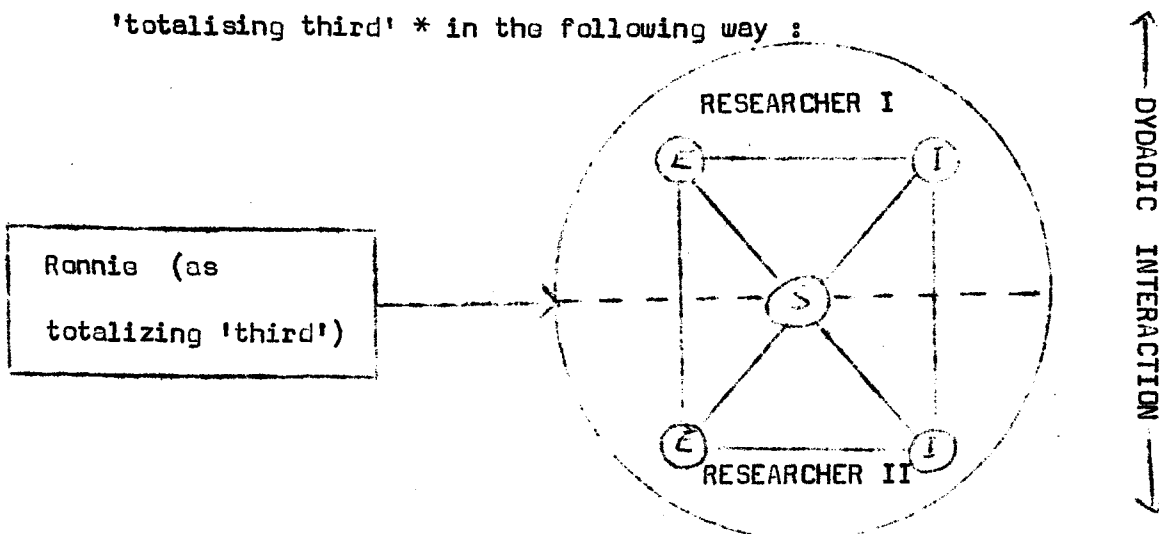 'totalising third' * in the following way :
RESEARCHER I
E I
Ronnie (as
totalizing 'third')
S
E I
RESEARCHER II
DYDADIC INTERACTION